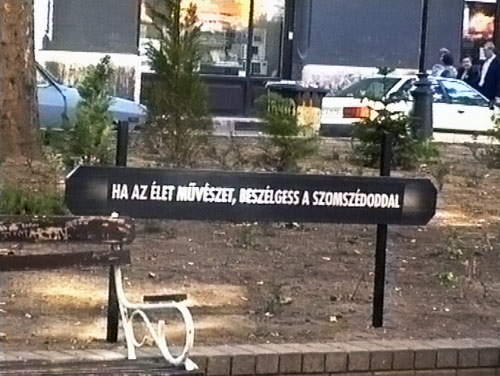 HA AZ ÉLET MŰVÉSZET, BESZÉLGESS A SZOMSZÉDODDAL